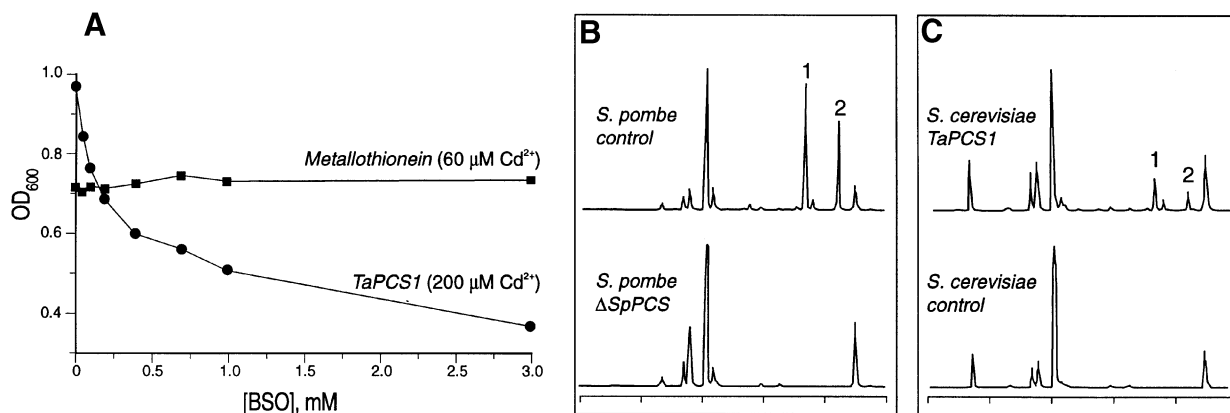 A
1.0
0.8
0.6
0.4
OD600
Metallothionein (60 µM Cd²⁺)
TaPCS1 (200 µM Cd²⁺)
0
0.5
1.0
1.5
2.0
2.5
3.0
[BSO], mM
B
S. pombe
control
1
2
S. pombe
ΔSpPCS
C
S. cerevisiae
TaPCS1
1
2
S. cerevisiae
control